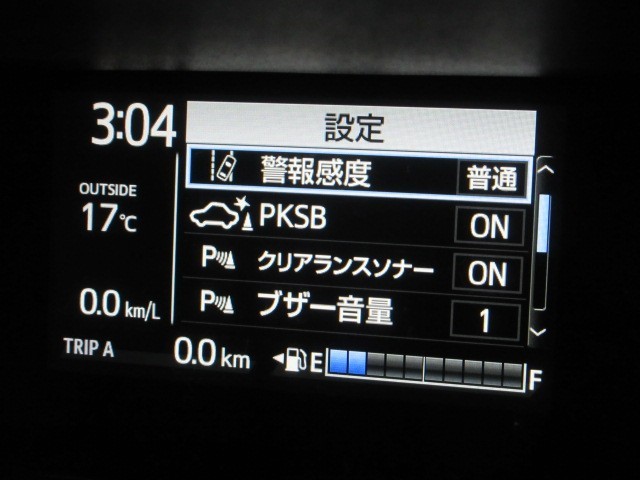 3:04
設定
警報感度 普通
OUTSIDE
17℃
PKSB ON
P クリアランスソナー ON
0.0 km/L
P ブザー音量 1
TRIP A 0.0 km E F